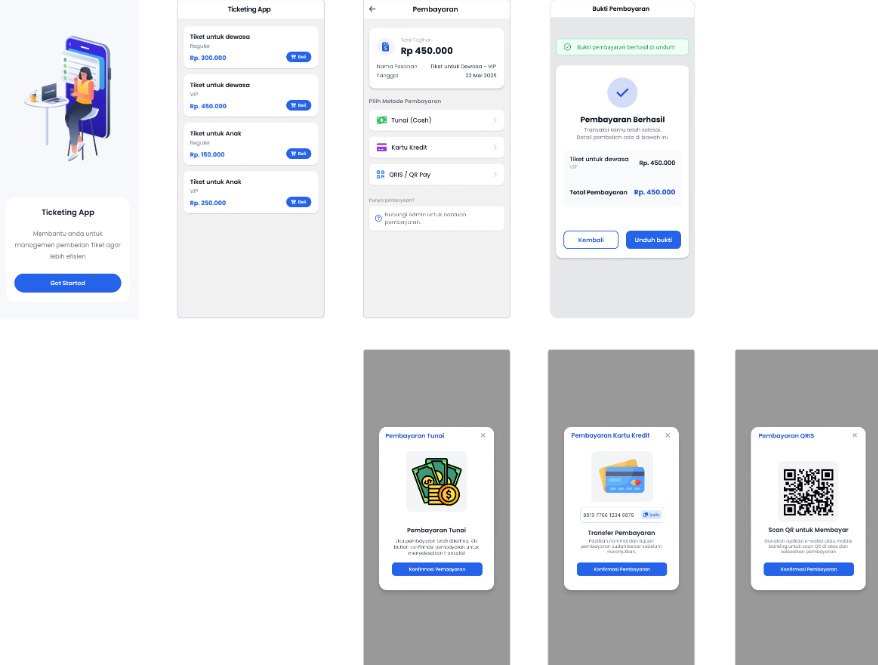 Ticketing App
Membantu anda untuk
managemen pembelian Tiket agar
lebih efisien
Get Started
Ticketing App
Tiket untuk dewasa
Reguler
Rp. 300.000
Beli
Tiket untuk dewasa
VIP
Rp. 450.000
Beli
Tiket untuk Anak
Reguler
Rp. 150.000
Beli
Tiket untuk Anak
VIP
Rp. 250.000
Beli
Pembayaran
Total Tagihan
Rp 450.000
Nama Pesanan Tiket untuk Dewasa - VIP
Tanggal 22 Mei 2025
Pilih Metode Pembayaran
Tunai (Cash)
Kartu Kredit
QRIS / QR Pay
Punya pertanyaan?
Hubungi Admin untuk bantuan
pembayaran.
Bukti Pembayaran
Bukti pembayaran berhasil di unduh!
Pembayaran Berhasil
Transaksi kamu telah selesai.
Detail pembelian ada di bawah ini.
Tiket untuk dewasa Rp. 450.000
VIP
Total Pembayaran Rp. 450.000
Kembali
Unduh bukti
Pembayaran Tunai
Pembayaran Tunai
Jika pembayaran telah diterima, klik
button konfirmasi pembayaran untuk
menyelesaikan transaksi
Konfirmasi Pembayaran
Pembayaran Kartu Kredit
8810 7766 1234 9876
Salin
Transfer Pembayaran
Pastikan nominal dan tujuan
pembayaran sudah benar sebelum
melanjutkan.
Konfirmasi Pembayaran
Pembayaran QRIS
Scan QR untuk Membayar
Gunakan aplikasi e-wallet atau mobile
banking untuk scan QR di atas dan
selesaikan pembayaran
Konfirmasi Pembayaran